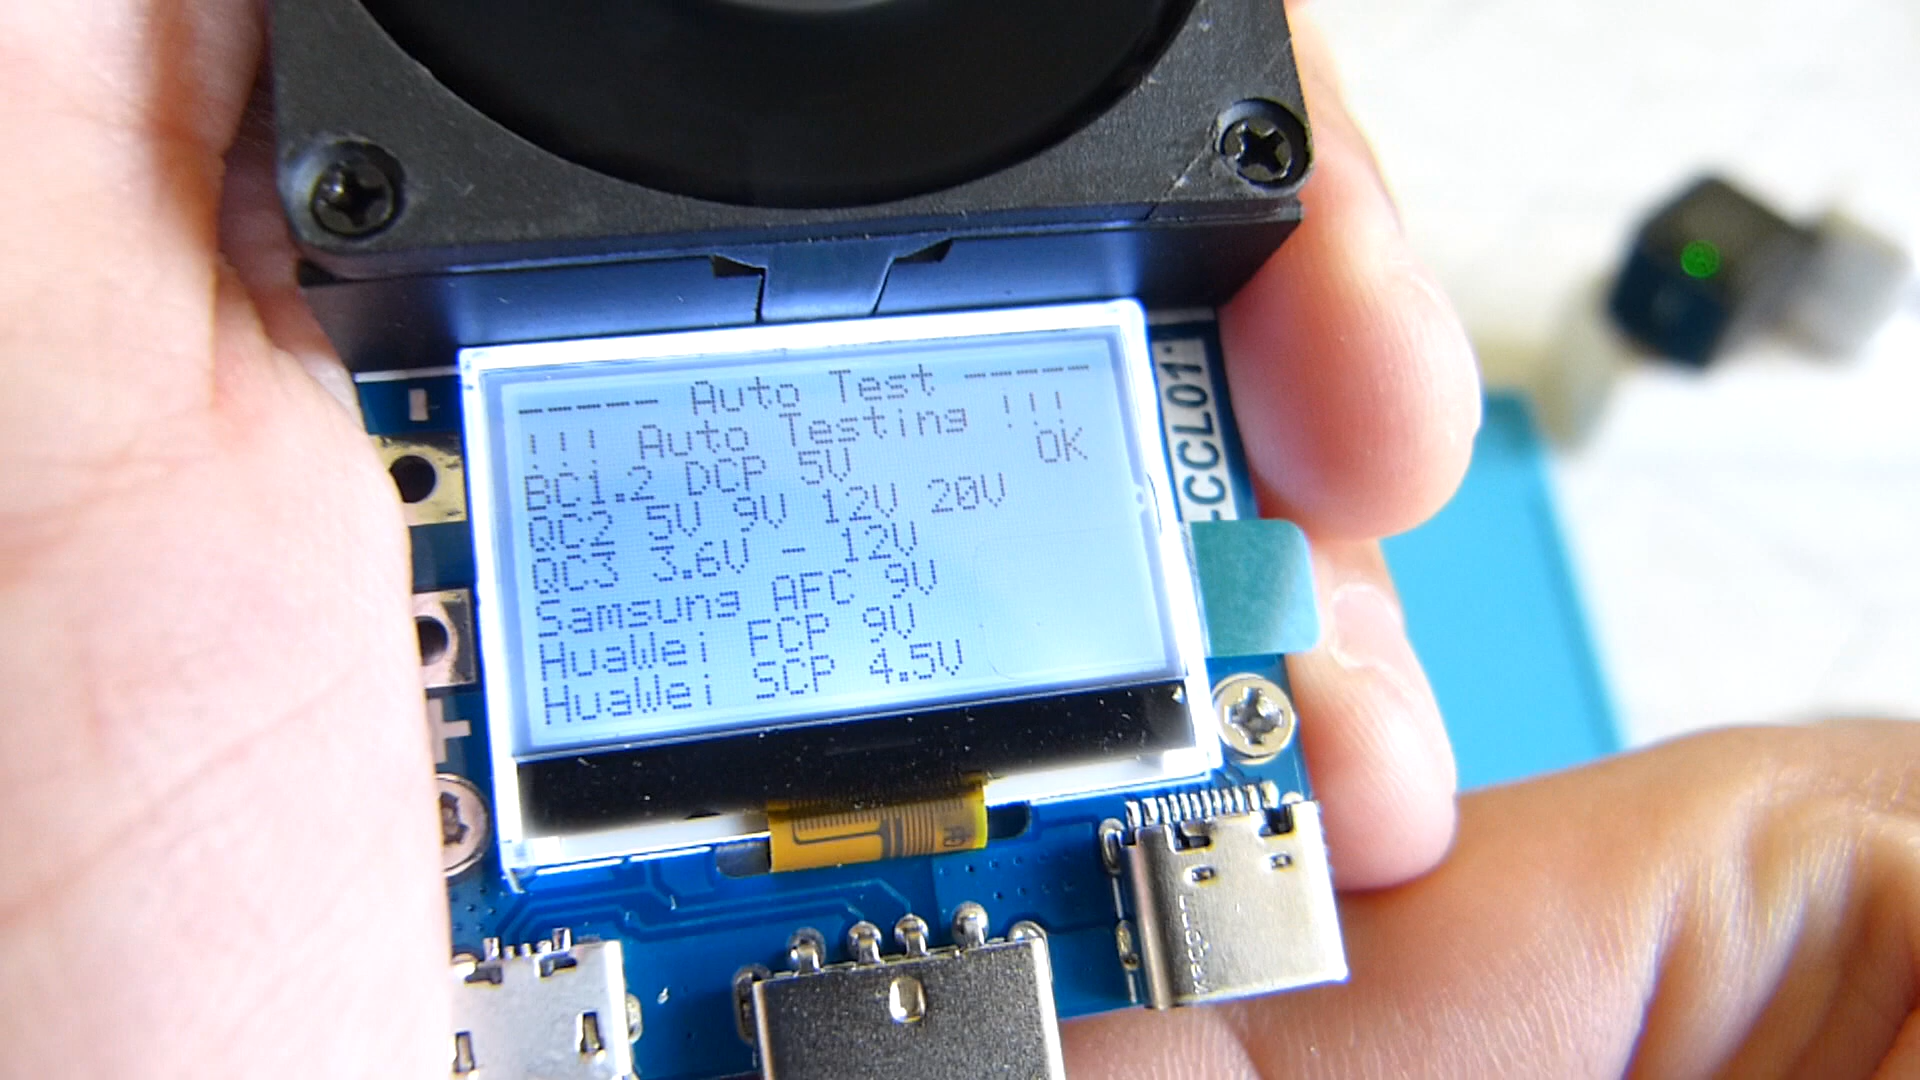 ----- Auto Test -----
!!! Auto Testing !!!
BC1.2 DCP 5V OK
QC2 5V 9V 12V 20V
QC3 3.6V - 12V
Samsung AFC 9V
HuaWei FCP 9V
HuaWei SCP 4.5V
-CCL01-
-
+